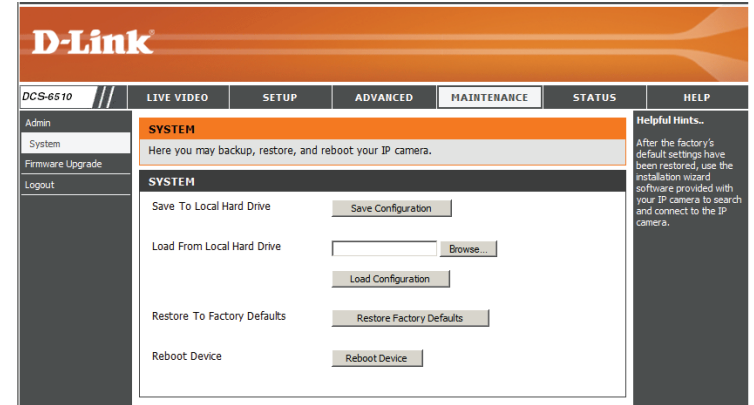 D-Link
DCS-6510
LIVE VIDEO
SETUP
ADVANCED
MAINTENANCE
STATUS
HELP
Admin
System
Firmware Upgrade
Logout
SYSTEM
Here you may backup, restore, and reboot your IP camera.
SYSTEM
Save To Local Hard Drive
Save Configuration
Load From Local Hard Drive
Browse...
Load Configuration
Restore To Factory Defaults
Restore Factory Defaults
Reboot Device
Reboot Device
Helpful Hints..
After the factory's
default settings have
been restored, use the
installation wizard
software provided with
your IP camera to search
and connect to the IP
camera.